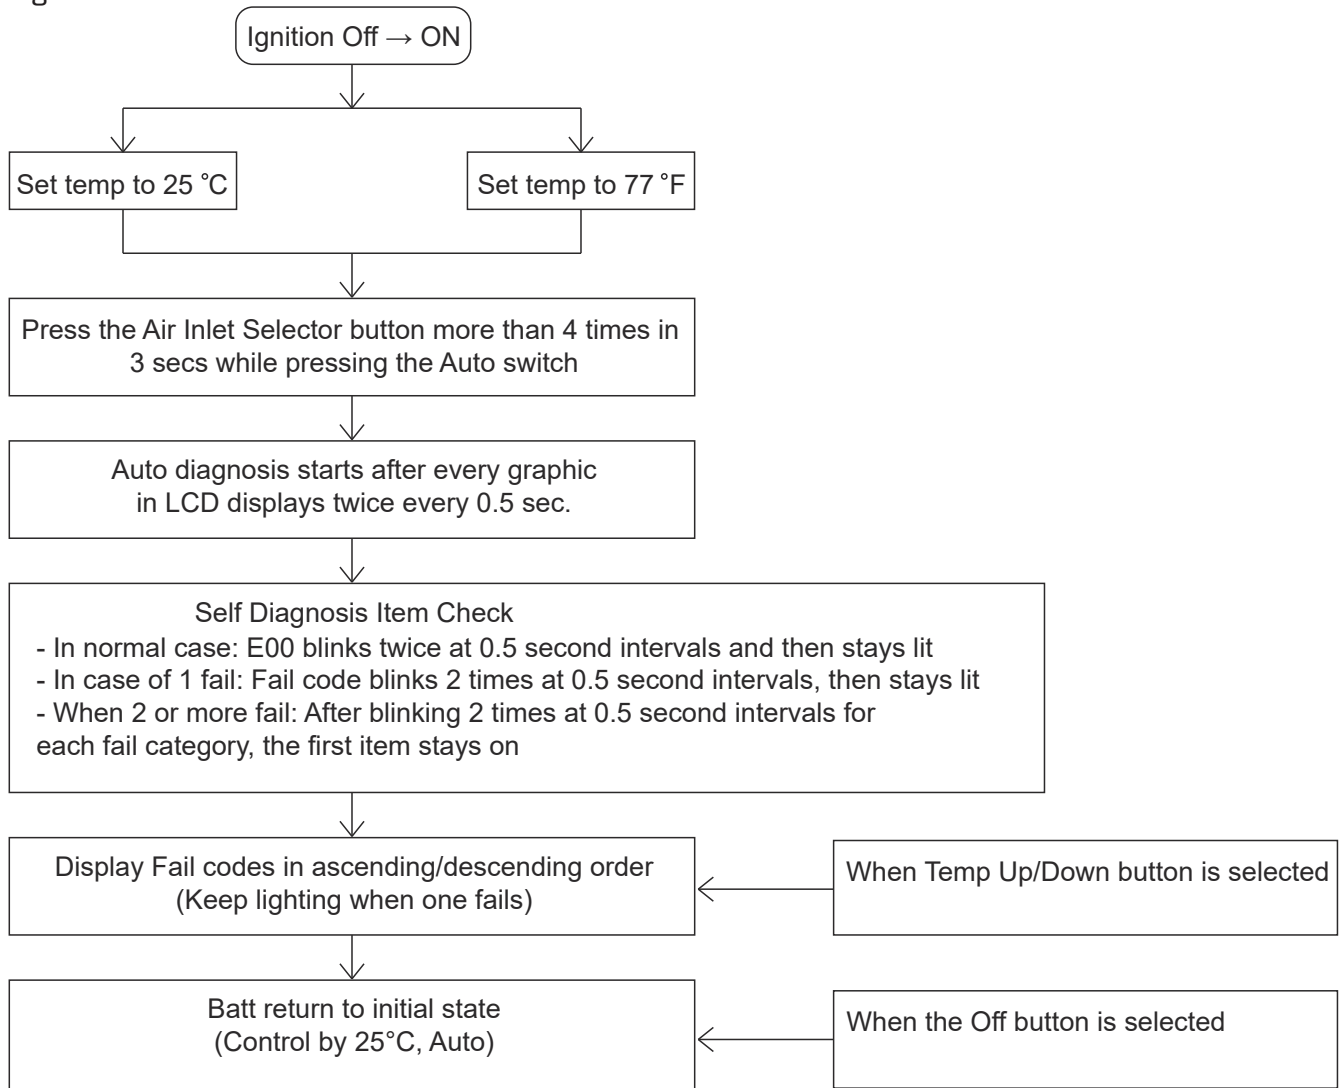 Ignition Off → ON
Set temp to 25 ˚C
Set temp to 77 ˚F
Press the Air Inlet Selector button more than 4 times in
3 secs while pressing the Auto switch
Auto diagnosis starts after every graphic
in LCD displays twice every 0.5 sec.
Self Diagnosis Item Check
- In normal case: E00 blinks twice at 0.5 second intervals and then stays lit
- In case of 1 fail: Fail code blinks 2 times at 0.5 second intervals, then stays lit
- When 2 or more fail: After blinking 2 times at 0.5 second intervals for
each fail category, the first item stays on
Display Fail codes in ascending/descending order
(Keep lighting when one fails)
When Temp Up/Down button is selected
Batt return to initial state
(Control by 25°C, Auto)
When the Off button is selected